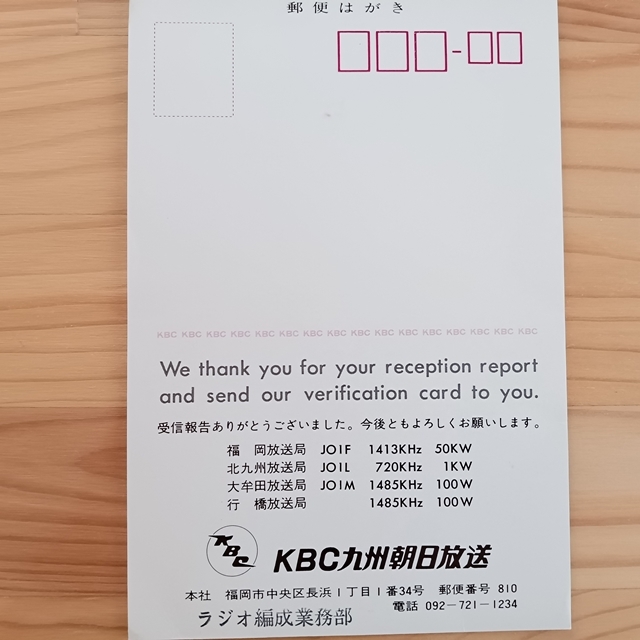 郵便はがき
KBC KBC KBC KBC KBC KBC KBC KBC KBC KBC KBC KBC KBC KBC KBC KBC
We thank you for your reception report
and send our verification card to you.
受信報告ありがとうございました。今後ともよろしくお願いします。
福 岡放送局 JOIF 1413KHz 50KW
北九州放送局 JOIL 720KHz 1KW
大牟田放送局 JOIM 1485KHz 100W
行 橋放送局 1485KHz 100W
KBC KBC九州朝日放送
本社 福岡市中央区長浜1丁目1番34号 郵便番号 810
電話 092-721-1234
ラジオ編成業務部